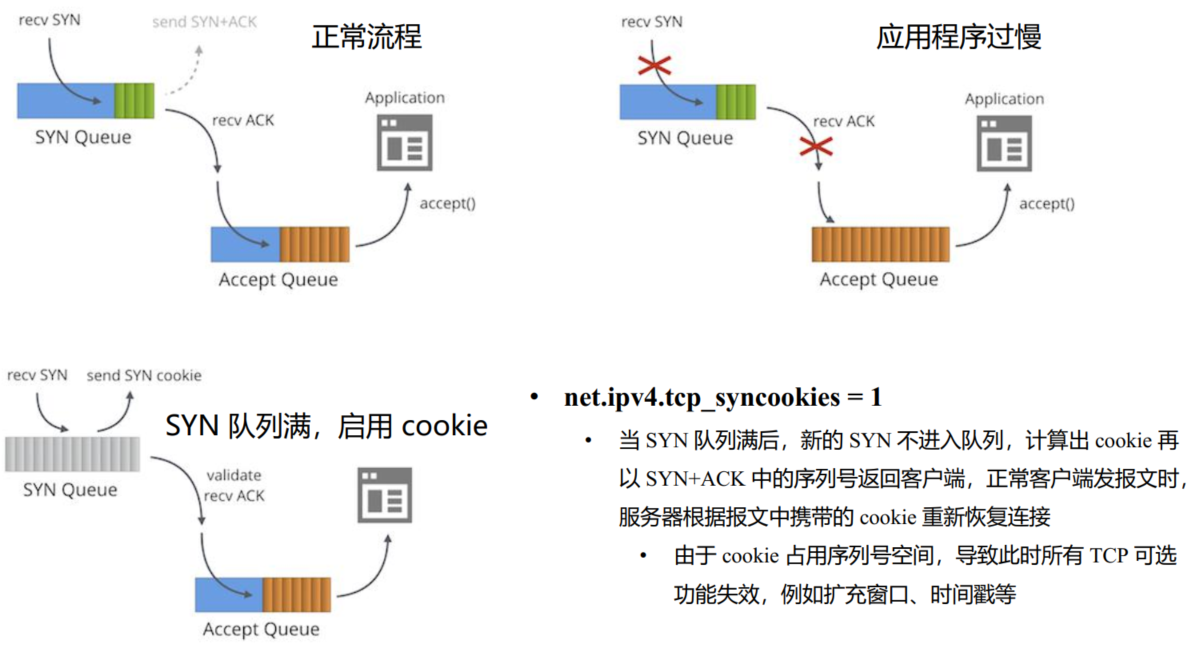 正常流程
recv SYN
send SYN+ACK
SYN Queue
recv ACK
Application
accept()
Accept Queue
应用程序过慢
recv SYN
SYN Queue
recv ACK
Application
accept()
Accept Queue
recv SYN
send SYN cookie
SYN 队列满，启用 cookie
SYN Queue
validate
recv ACK
Accept Queue
• net.ipv4.tcp_syncookies = 1
• 当 SYN 队列满后，新的 SYN 不进入队列，计算出 cookie 再
以 SYN+ACK 中的序列号返回客户端，正常客户端发报文时，
服务器根据报文中携带的 cookie 重新恢复连接
• 由于 cookie 占用序列号空间，导致此时所有 TCP 可选
功能失效，例如扩充窗口、时间戳等